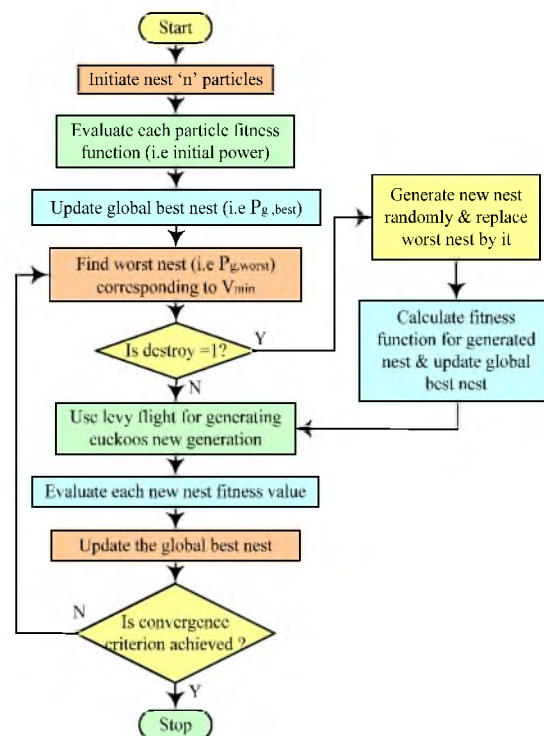 Start
Initiate nest 'n' particles
Evaluate each particle fitness
function (i.e initial power)
Update global best nest (i.e Pg,best)
Find worst nest (i.e Pg,worst)
corresponding to Vmin
Is destroy =1?
Y
N
Generate new nest
randomly & replace
worst nest by it
Calculate fitness
function for generated
nest & update global
best nest
Use levy flight for generating
cuckoos new generation
Evaluate each new nest fitness value
Update the global best nest
N
Is convergence
criterion achieved ?
Y
Stop